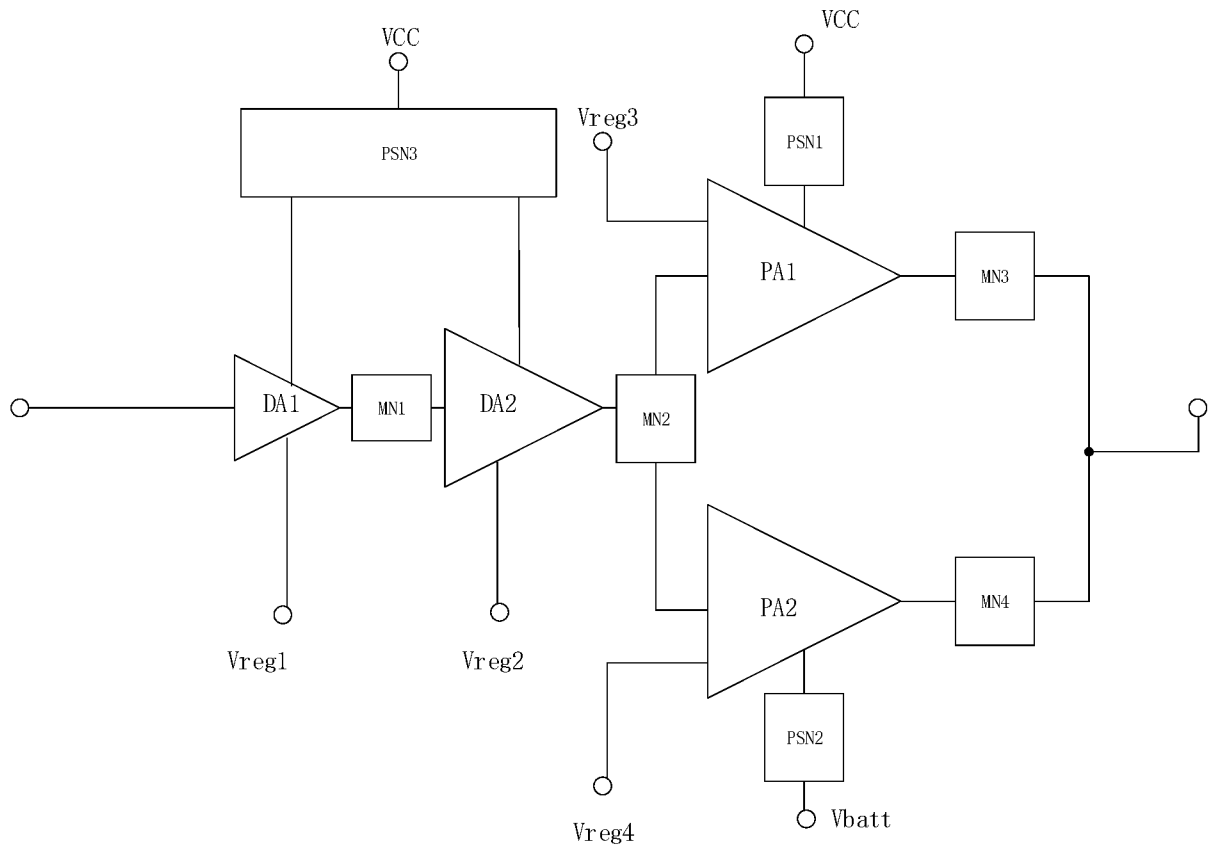 VCC
VCC
PSN3
Vreg3
PSN1
PA1
MN3
DA1
MN1
DA2
MN2
PA2
MN4
Vreg1
Vreg2
PSN2
Vreg4
Vbatt